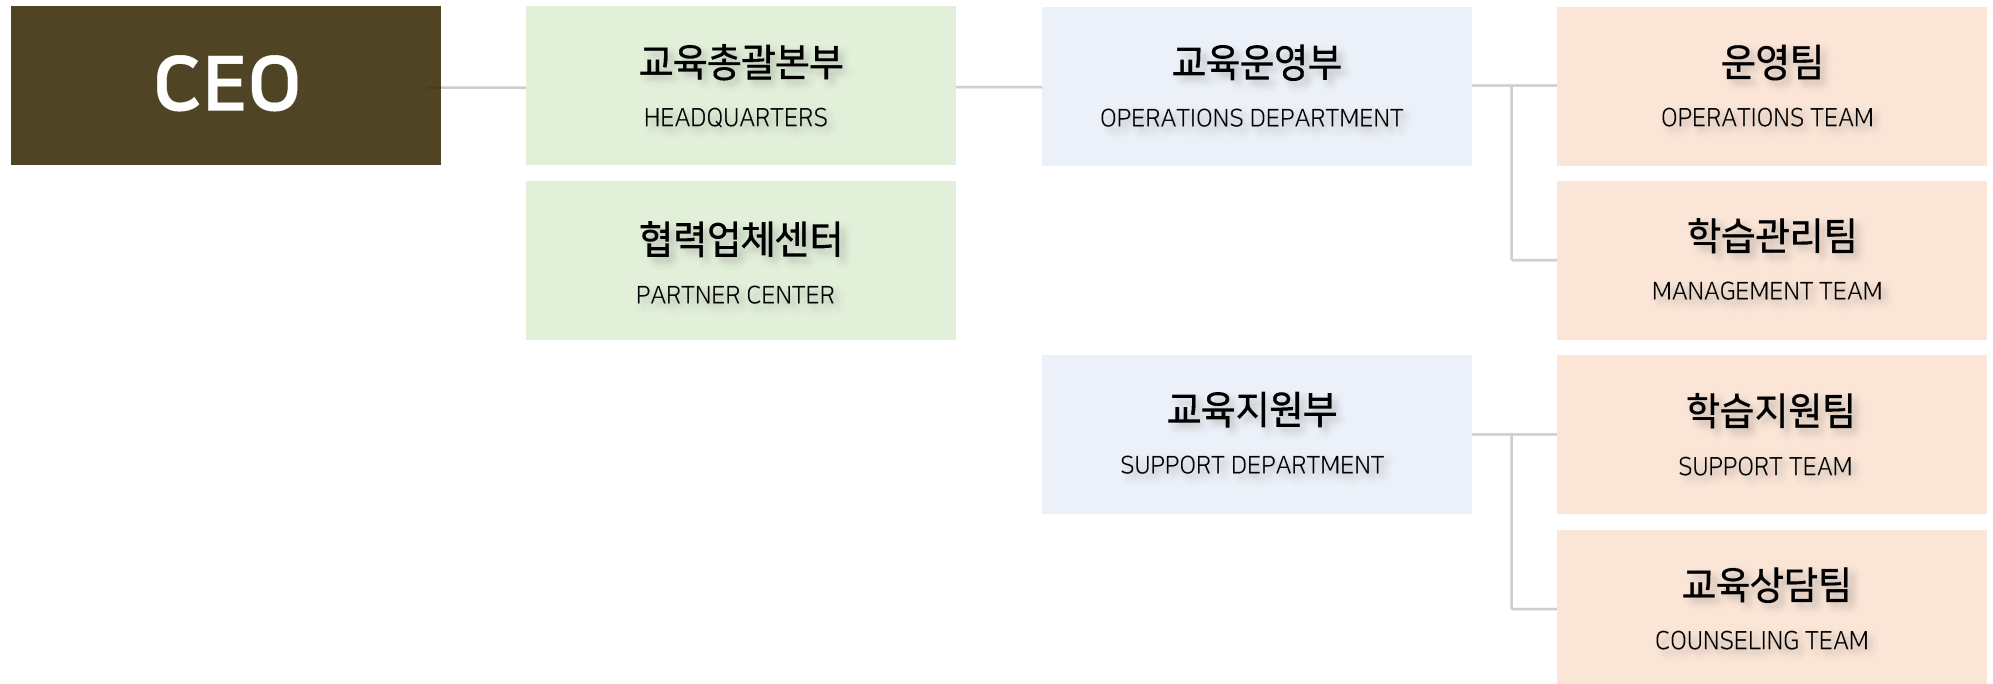 CEO
교육총괄본부
HEADQUARTERS
교육운영부
OPERATIONS DEPARTMENT
운영팀
OPERATIONS TEAM
협력업체센터
PARTNER CENTER
학습관리팀
MANAGEMENT TEAM
교육지원부
SUPPORT DEPARTMENT
학습지원팀
SUPPORT TEAM
교육상담팀
COUNSELING TEAM